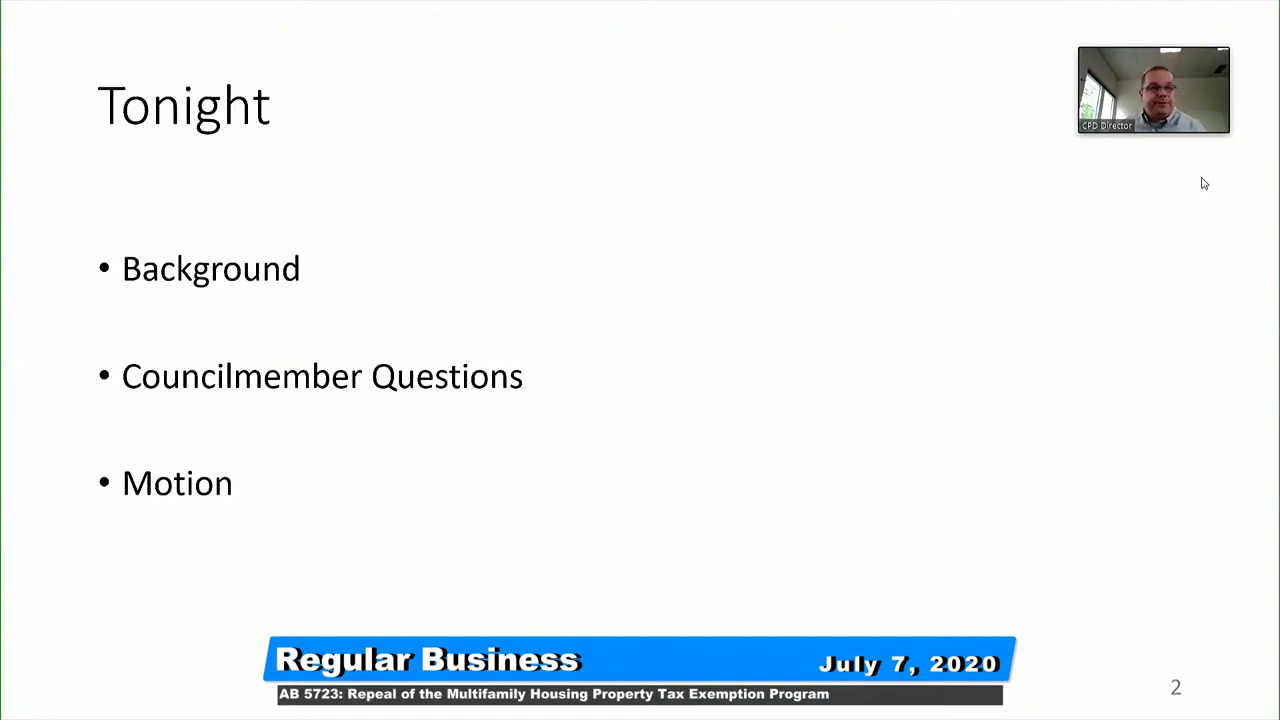 Tonight
CPD Director
• Background
• Councilmember Questions
• Motion
Regular Business
July 7, 2020
AB 5723: Repeal of the Multifamily Housing Property Tax Exemption Program
2